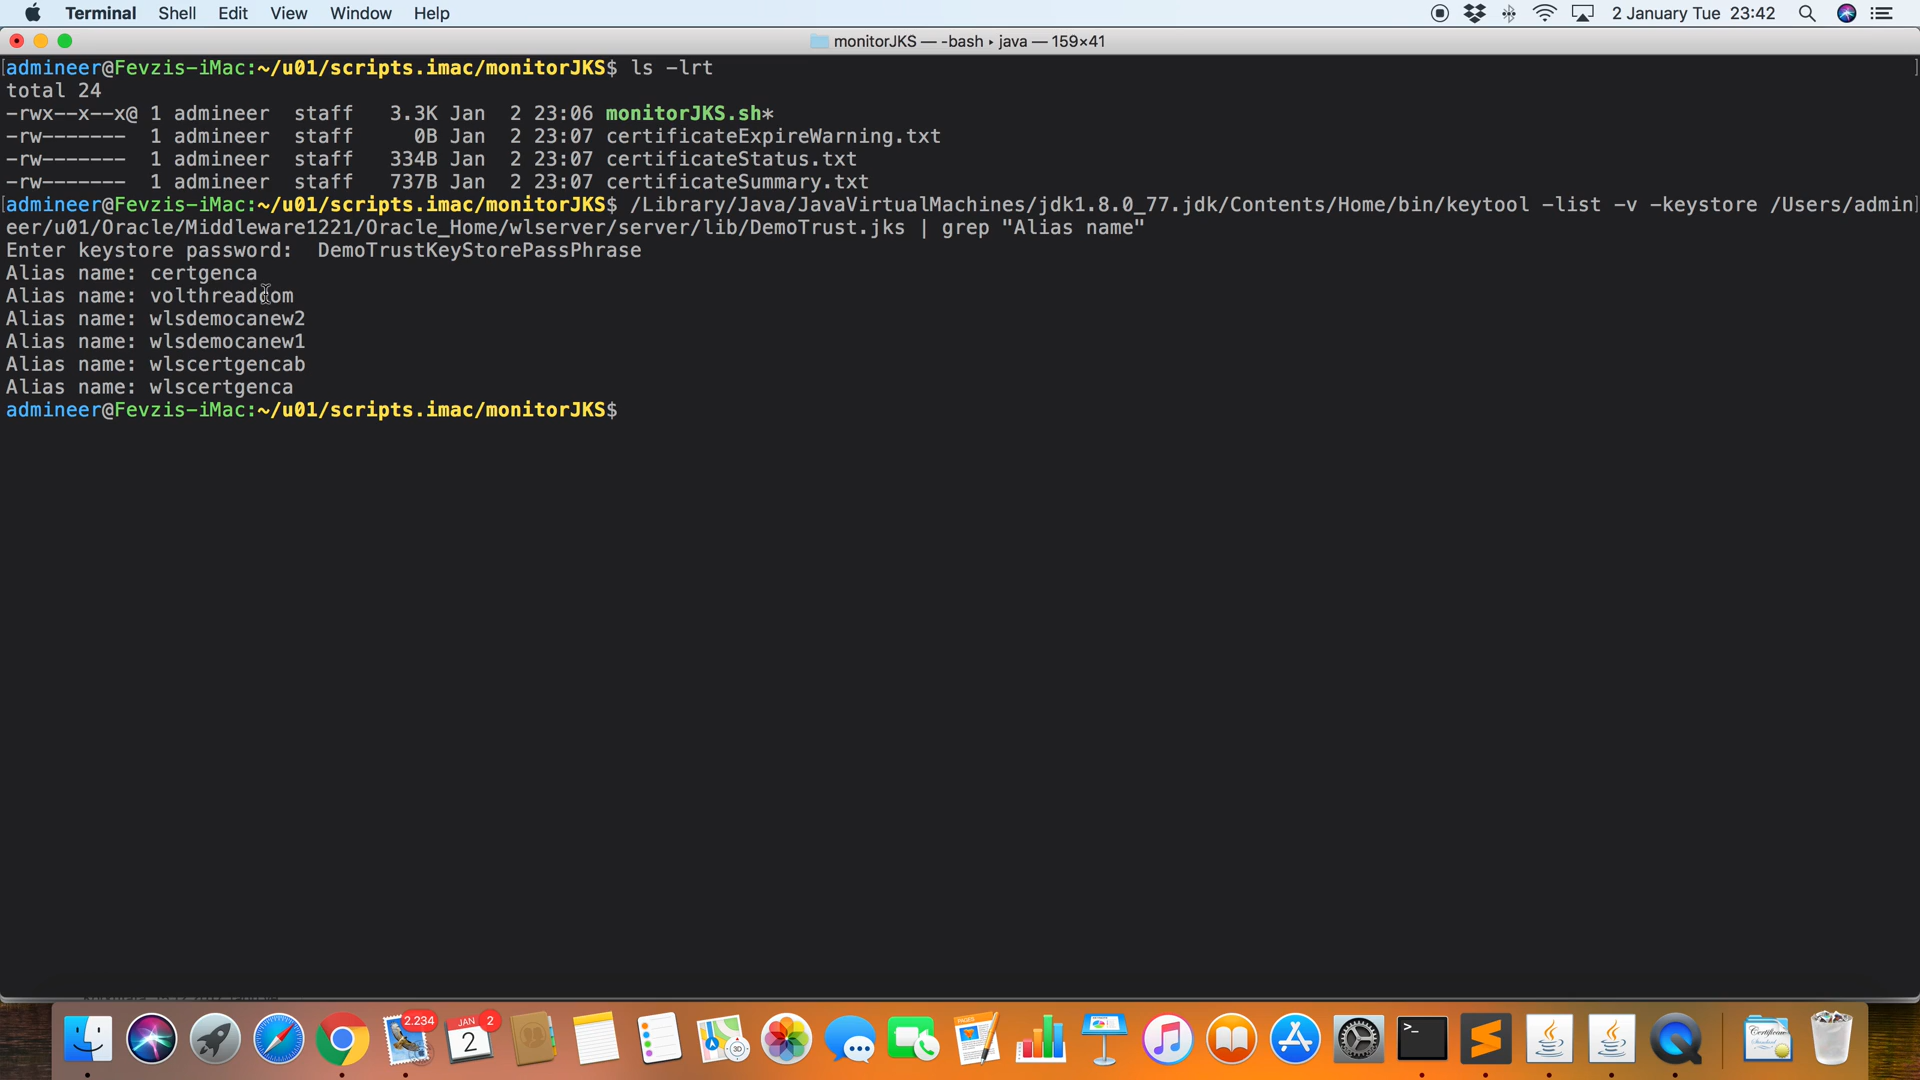 Terminal Shell Edit View Window Help 2 January Tue 23:42
monitorJKS — -bash ▸ java — 159×41
[admineer@Fevzis-iMac:~/u01/scripts.imac/monitorJKS$ ls -lrt ]
total 24
-rwx--x--x@ 1 admineer staff 3.3K Jan 2 23:06 monitorJKS.sh*
-rw------- 1 admineer staff 0B Jan 2 23:07 certificateExpireWarning.txt
-rw------- 1 admineer staff 334B Jan 2 23:07 certificateStatus.txt
-rw------- 1 admineer staff 737B Jan 2 23:07 certificateSummary.txt
[admineer@Fevzis-iMac:~/u01/scripts.imac/monitorJKS$ /Library/Java/JavaVirtualMachines/jdk1.8.0_77.jdk/Contents/Home/bin/keytool -list -v -keystore /Users/admin]
eer/u01/Oracle/Middleware1221/Oracle_Home/wlserver/server/lib/DemoTrust.jks | grep "Alias name"
Enter keystore password: DemoTrustKeyStorePassPhrase
Alias name: certgenca
Alias name: volthreaddom
Alias name: wlsdemocanew2
Alias name: wlsdemocanew1
Alias name: wlscertgencab
Alias name: wlscertgenca
admineer@Fevzis-iMac:~/u01/scripts.imac/monitorJKS$
2.234
JAN 2
2
3D
PAGES
>_